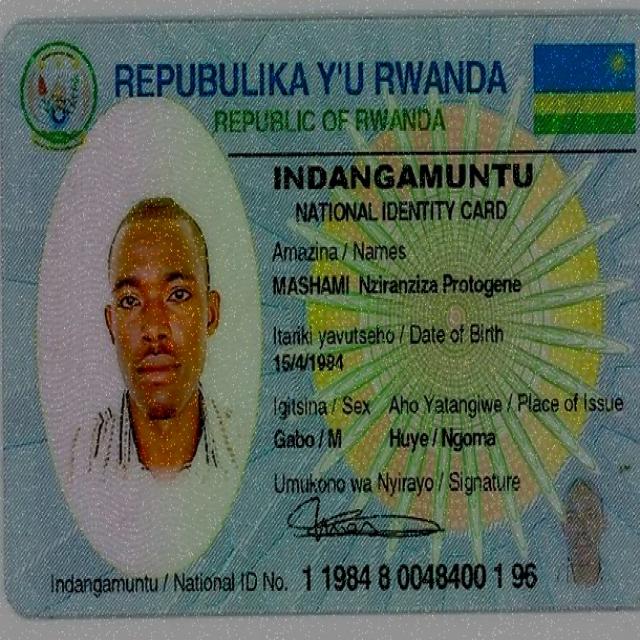 REPUBULIKA Y'U RWANDA
REPUBLIC OF RWANDA
INDANGAMUNTU
NATIONAL IDENTITY CARD
Amazina / Names
MASHAMI Nziranziza Protogene
Itariki yavutseho / Date of Birth
15/4/1984
Igitsina / Sex Aho Yatangiwe / Place of Issue
Gabo / M Huye / Ngoma
Umukono wa Nyirayo / Signature
Indangamuntu / National ID No. 1 1984 8 0048400 1 96